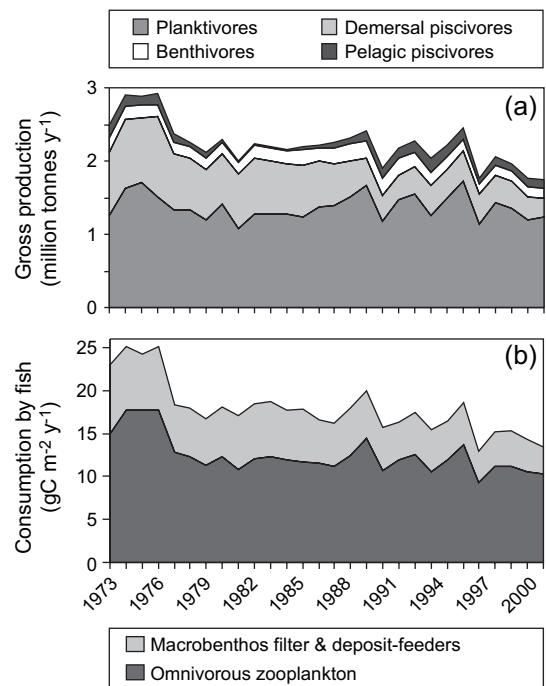 Planktivores
Demersal piscivores
Benthivores
Pelagic piscivores
(a)
Gross production
(million tonnes y-1)
3
2
1
0
(b)
Consumption by fish
(gC m-2 y-1)
25
20
15
10
5
0
1973
1976
1979
1982
1985
1988
1991
1994
1997
2000
Macrobenthos filter & deposit-feeders
Omnivorous zooplankton